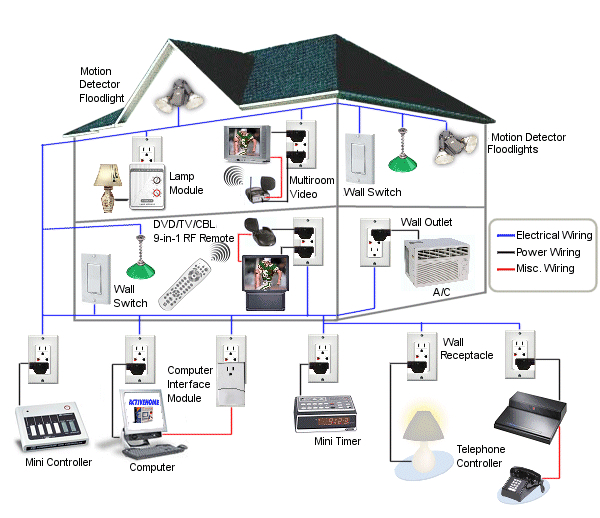 Motion
Detector
Floodlight
Motion Detector
Floodlights
Lamp
Module
Multiroom
Video
Wall Switch
DVD/TV/CBL
9-in-1 RF Remote
Wall Outlet
Electrical Wiring
Power Wiring
Misc. Wiring
Wall
Switch
A/C
Computer
Interface
Module
Wall
Receptacle
ACTIVEHOME
Mini Controller
Computer
Mini Timer
Telephone
Controller